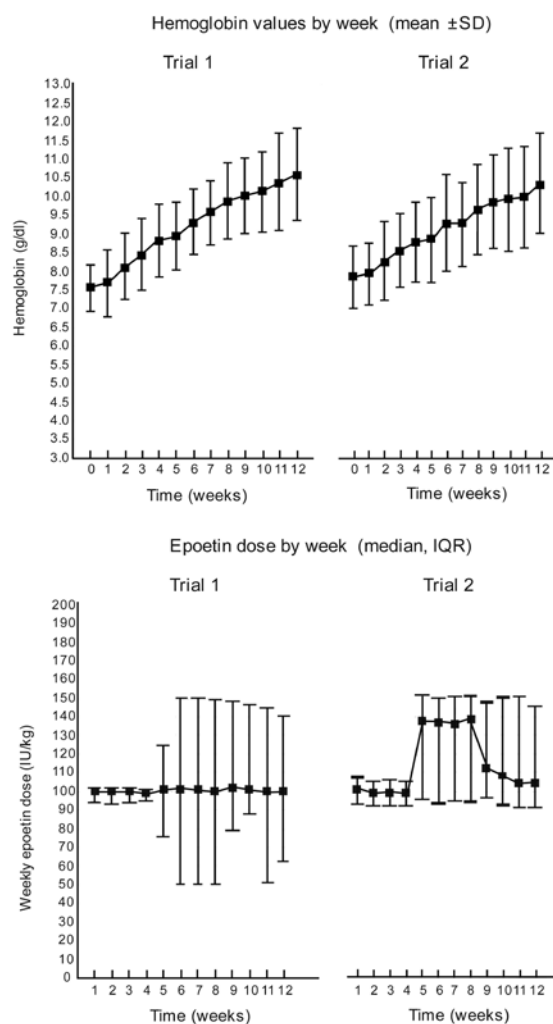 Hemoglobin values by week (mean ±SD)
Trial 1
Trial 2
13.0
12.5
12.0
11.5
11.0
10.5
10.0
9.5
9.0
8.5
8.0
7.5
7.0
6.5
6.0
5.5
5.0
4.5
4.0
3.5
3.0
Hemoglobin (g/dl)
0 1 2 3 4 5 6 7 8 9 10 11 12
0 1 2 3 4 5 6 7 8 9 10 11 12
Time (weeks)
Time (weeks)
Epoetin dose by week (median, IQR)
Trial 1
Trial 2
200
190
180
170
160
150
140
130
120
110
100
90
80
70
60
50
40
30
20
10
0
Weekly epoetin dose (IU/kg)
1 2 3 4 5 6 7 8 9 10 11 12
1 2 3 4 5 6 7 8 9 10 11 12
Time (weeks)
Time (weeks)